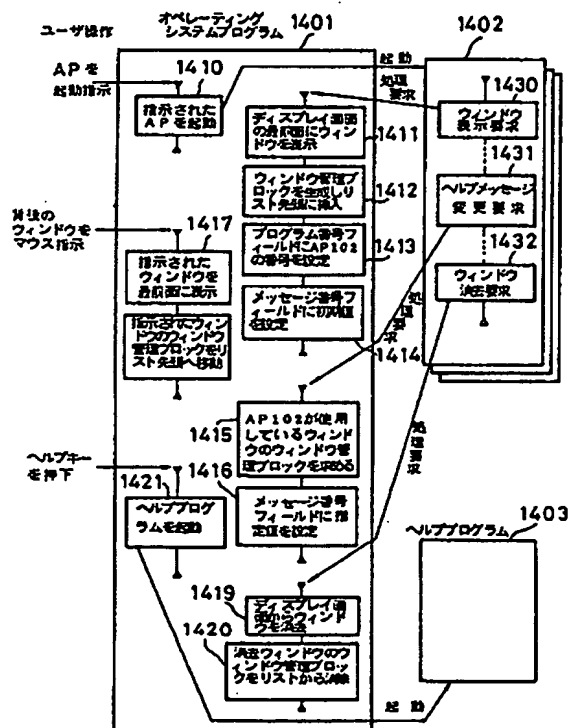 ユーザ操作
オペレーティング
システムプログラム
1401
1402
APを
起動指示
1410
指示された
APを起動
起動
処理
要求
ディスプレイ画面
の最前面にウィン
ドウを表示
1411
ウィンドウ管理ブ
ロックを生成しリ
スト先頭に挿入
1412
プログラム番号フ
ィールドにAP102
の番号を設定
1413
メッセージ番号フ
ィールドに初期値
を設定
1414
1430
ウィンドウ
表示要求
1431
ヘルプメッセージ
変更要求
1432
ウィンドウ
消去要求
背後の
ウィンドウを
マウス指示
1417
指示された
ウィンドウを
最前面に表示
指示されたウィン
ドウのウィンドウ
管理ブロックをリ
スト先頭へ移動
処理
要求
1415
AP102が使用
しているウィンド
ウのウィンドウ管
理ブロックを求める
1416
メッセージ番号
フィールドに指
定値を設定
処理
要求
ヘルプキー
を押下
1421
ヘルププログ
ラムを起動
1419
ディスプレイ画
面からウィンド
ウを消去
1420
消去ウィンドウのウ
ィンドウ管理ブロッ
クをリストから削除
ヘルププログラム
1403
起動